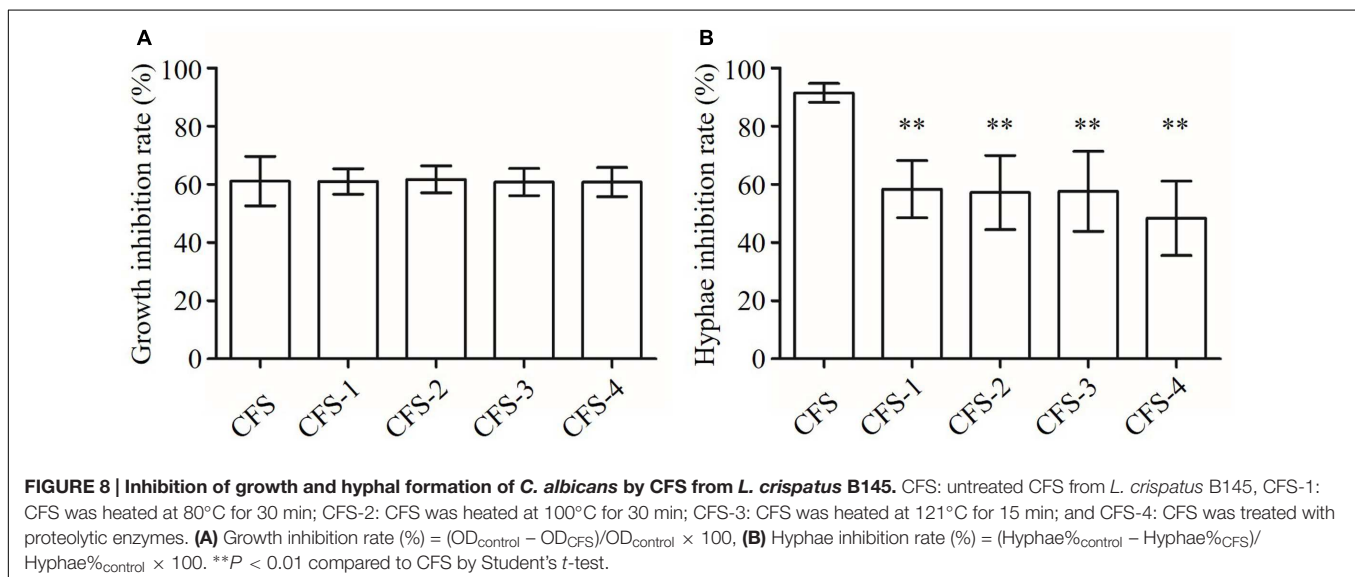 A
Growth inhibition rate (%)
100
80
60
40
20
0
CFS
CFS-1
CFS-2
CFS-3
CFS-4
B
Hyphae inhibition rate (%)
100
80
60
40
20
0
** ** ** **
CFS
CFS-1
CFS-2
CFS-3
CFS-4
FIGURE 8 | Inhibition of growth and hyphal formation of C. albicans by CFS from L. crispatus B145. CFS: untreated CFS from L. crispatus B145, CFS-1:
CFS was heated at 80°C for 30 min; CFS-2: CFS was heated at 100°C for 30 min; CFS-3: CFS was heated at 121°C for 15 min; and CFS-4: CFS was treated with
proteolytic enzymes. (A) Growth inhibition rate (%) = (ODcontrol – ODCFS)/ODcontrol × 100, (B) Hyphae inhibition rate (%) = (Hyphae%control – Hyphae%CFS)/
Hyphae%control × 100. **P < 0.01 compared to CFS by Student's t-test.